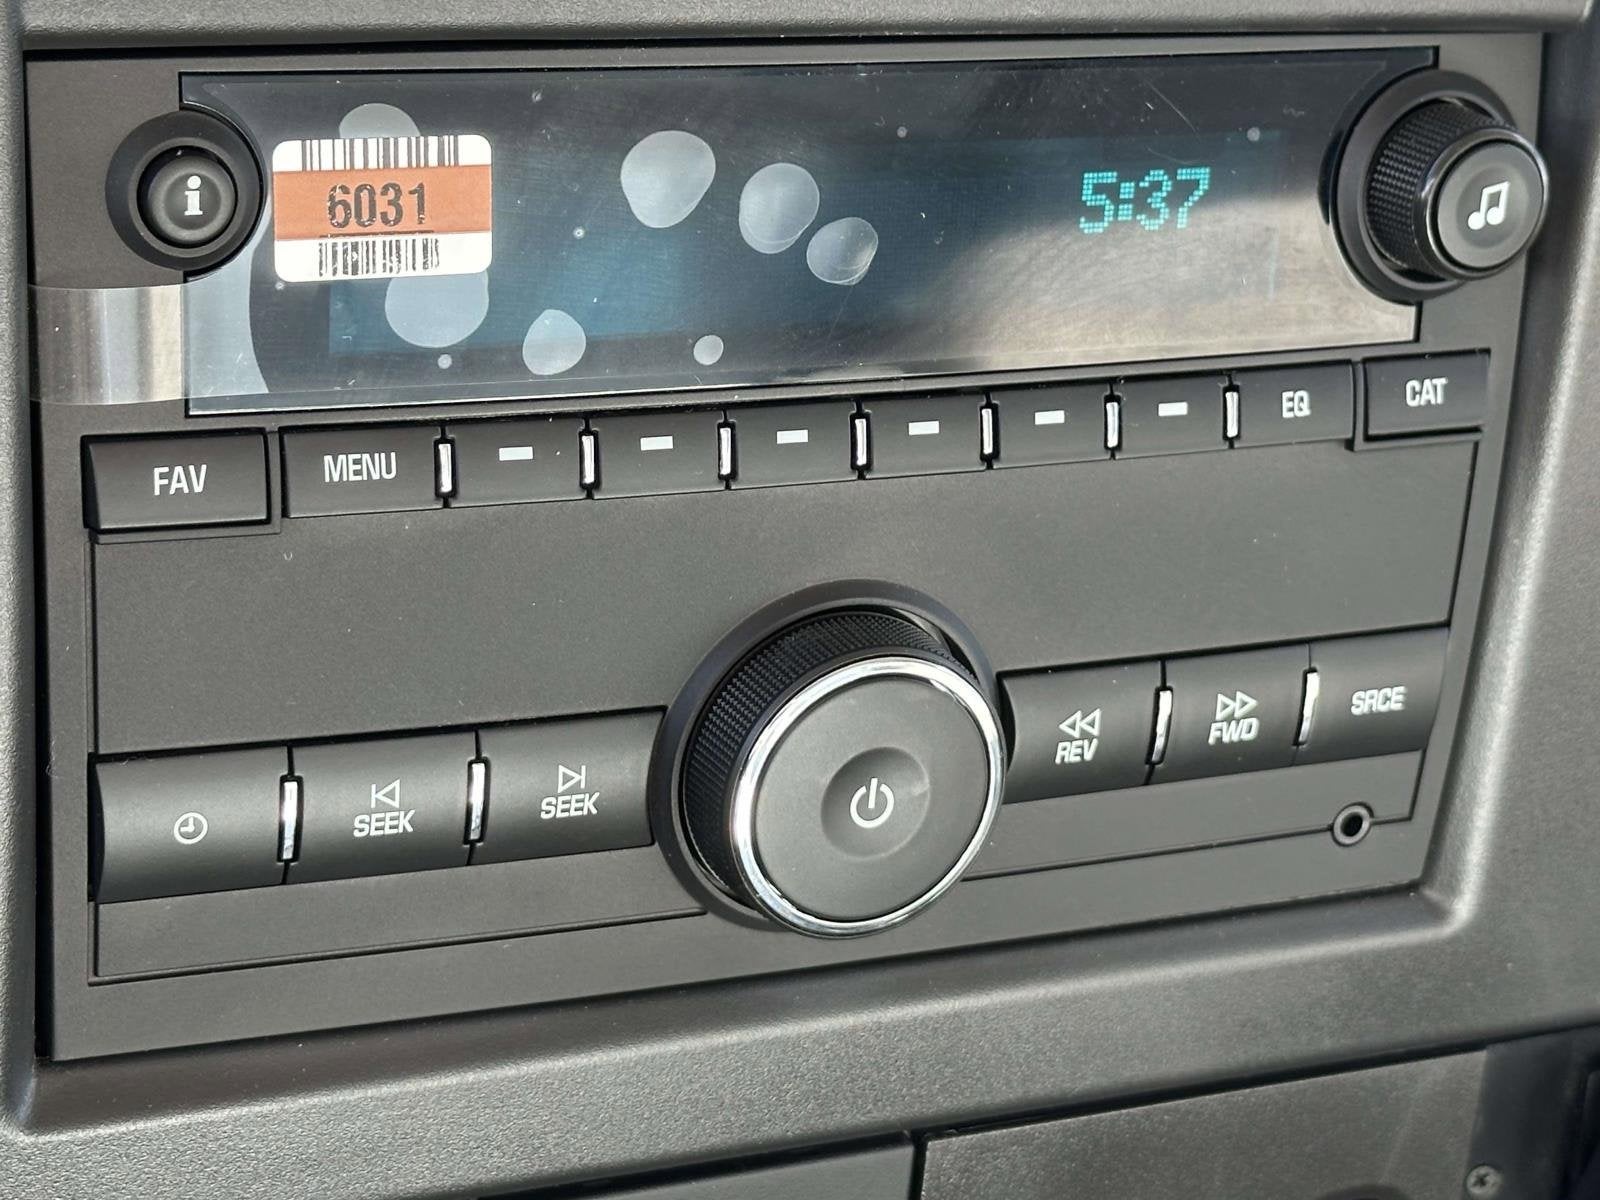 i
6031
5:37
FAV
MENU
EQ
CAT
SEEK
SEEK
REV
FWD
SRCE